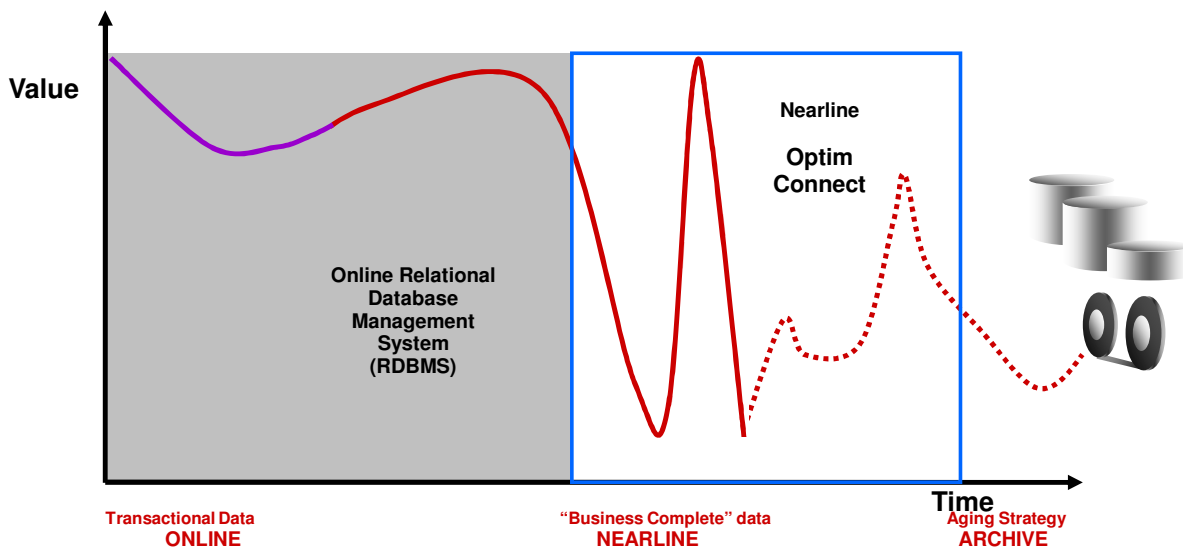 Value
Nearline
Optim
Connect
Online Relational
Database
Management
System
(RDBMS)
Time
Transactional Data
ONLINE
“Business Complete” data
NEARLINE
Aging Strategy
ARCHIVE